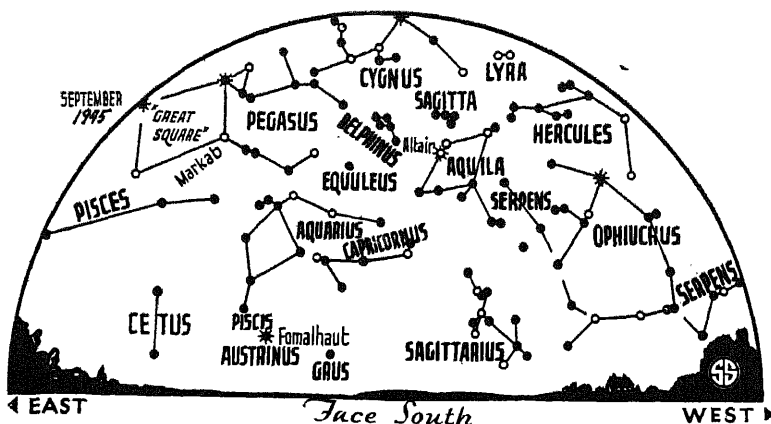 CYGNUS
LYRA
SEPTEMBER
1945
"GREAT
SQUARE"
PEGASUS
SAGITTA
DELPHINUS
HERCULES
Altair
Markab
EQUULEUS
AQUILA
SERPENS
PISCES
AQUARIUS
CAPRICORNUS
OPHIUCHUS
SERPENS
CETUS
PISCIS
AUSTRINUS
Fomalhaut
GRUS
SAGITTARIUS
SS
EAST
Face South
WEST